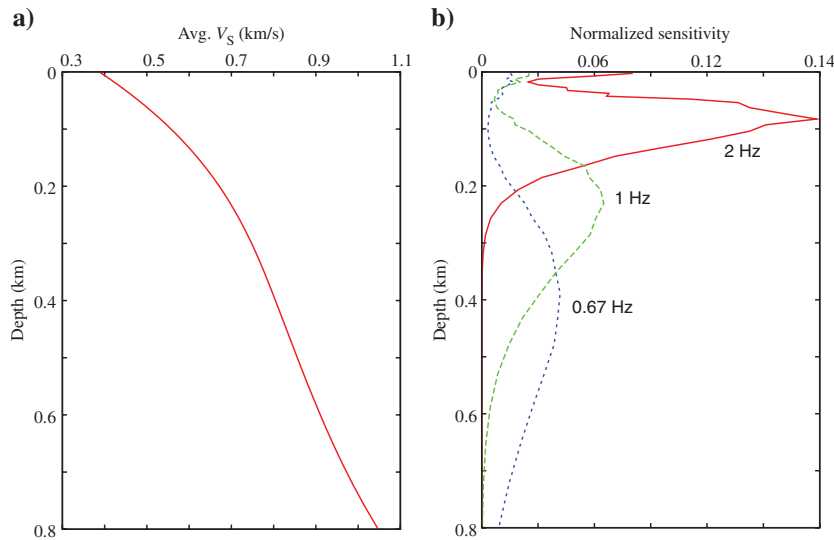 a)
Avg. VS (km/s)
0.3 0.5 0.7 0.9 1.1
0
0.2
0.4
0.6
0.8
Depth (km)
b)
Normalized sensitivity
0 0.06 0.12 0.14
0
0.2
0.4
0.6
0.8
Depth (km)
2 Hz
1 Hz
0.67 Hz